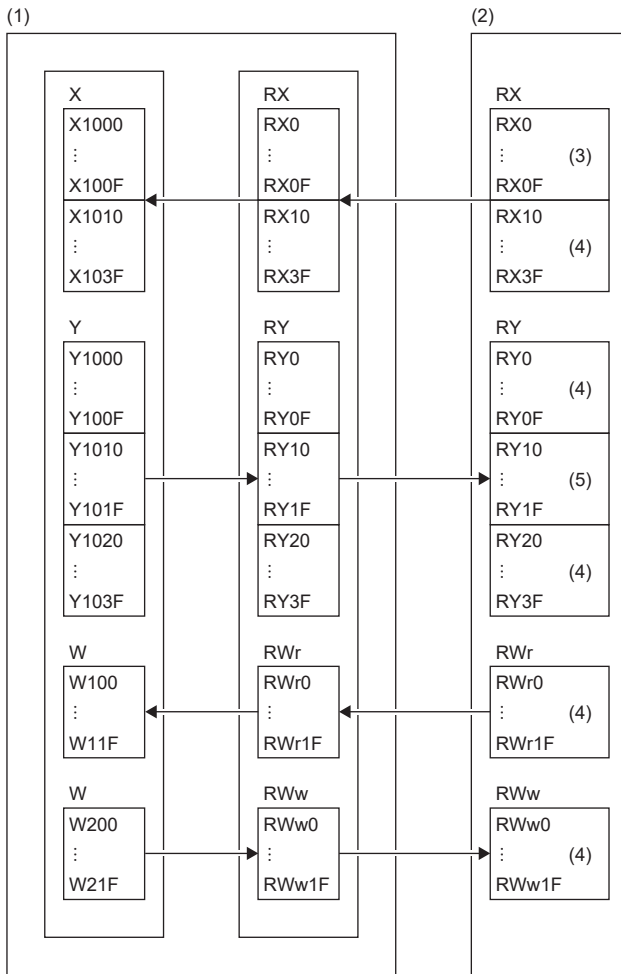 (1) (2)
X RX RX
X1000 RX0 RX0
⋮ ⋮ ⋮ (3)
X100F RX0F RX0F
X1010 RX10 RX10
⋮ ⋮ ⋮ (4)
X103F RX3F RX3F
Y RY RY
Y1000 RY0 RY0
⋮ ⋮ ⋮ (4)
Y100F RY0F RY0F
Y1010 RY10 RY10
⋮ ⋮ ⋮ (5)
Y101F RY1F RY1F
Y1020 RY20 RY20
⋮ ⋮ ⋮ (4)
Y103F RY3F RY3F
W RWr RWr
W100 RWr0 RWr0
⋮ ⋮ ⋮ (4)
W11F RWr1F RWr1F
W RWw RWw
W200 RWw0 RWw0
⋮ ⋮ ⋮ (4)
W21F RWw1F RWw1F